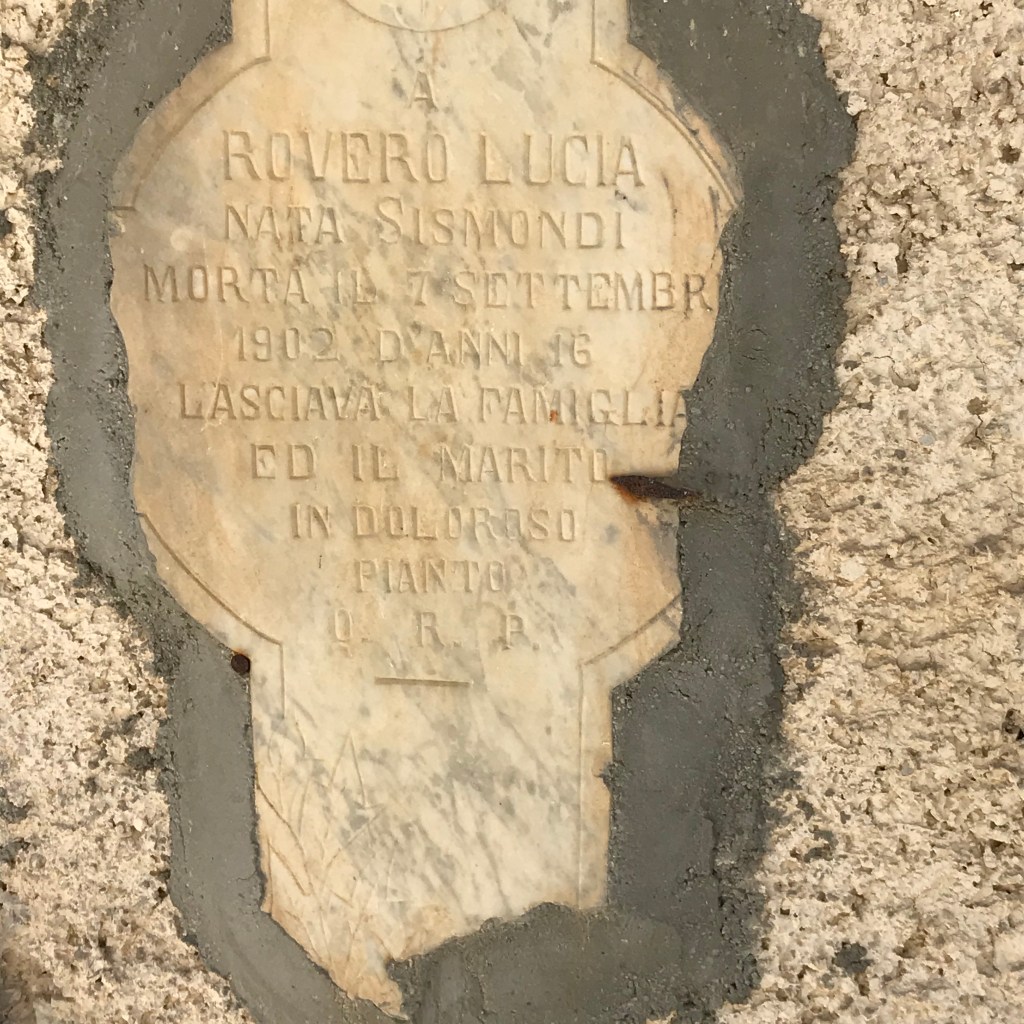 A
ROVERO LUCIA
NATA SISMONDI
MORTA IL 7 SETTEMBR
1902 D'ANNI 16
LASCIAVA LA FAMIGLIA
ED IL MARITO
IN DOLOROSO
PIANTO
Q. R. P.